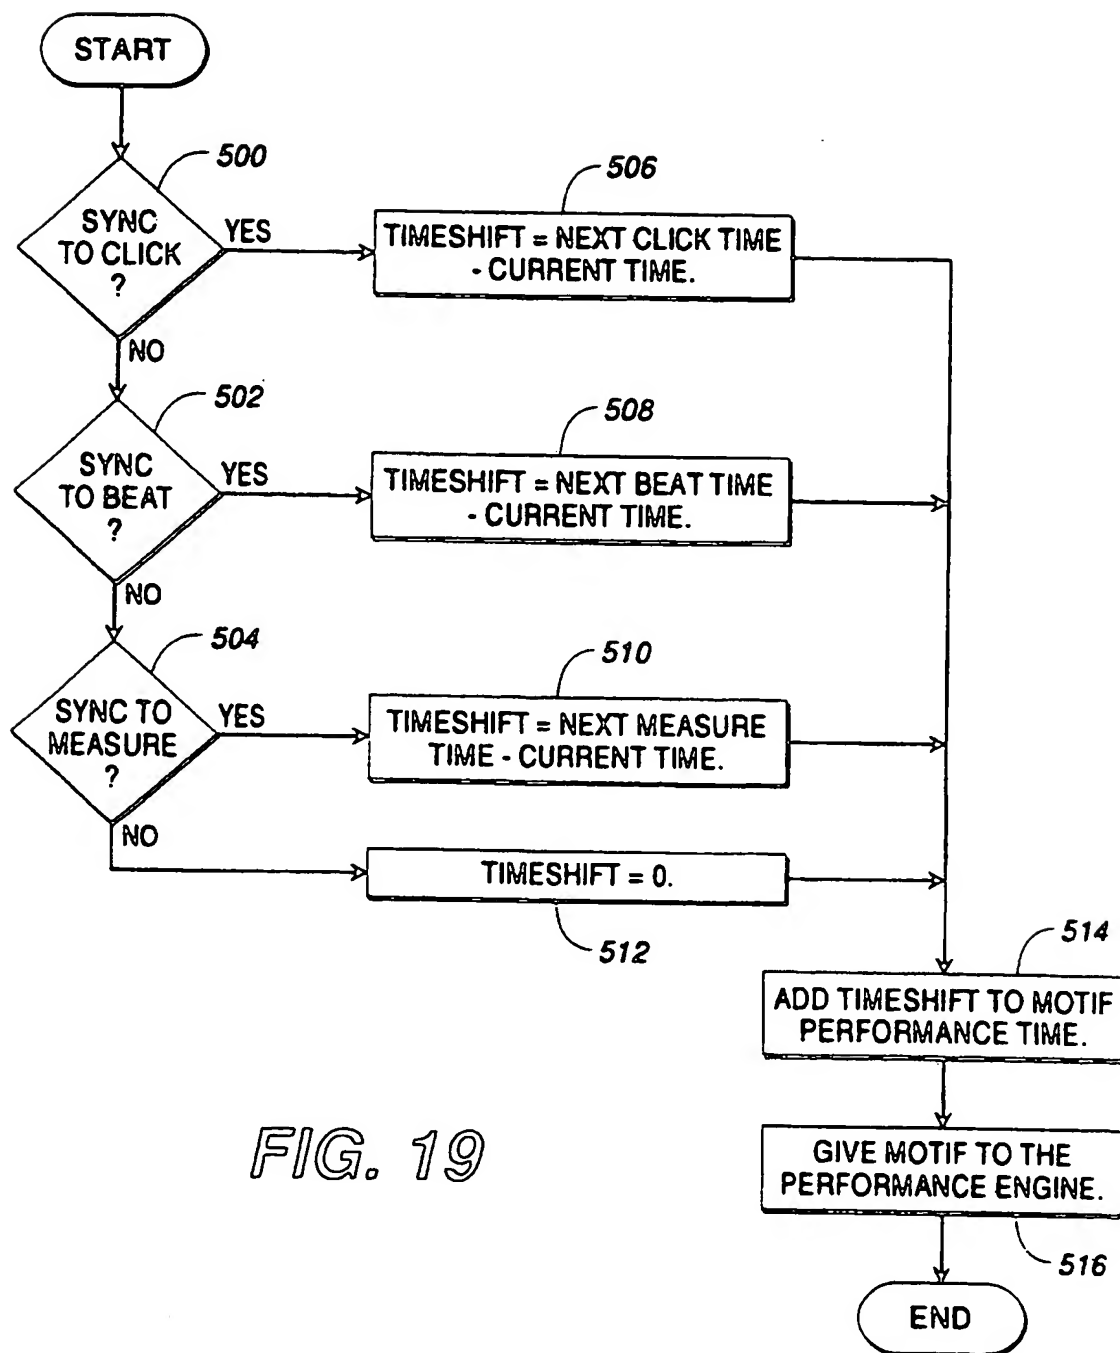 START
500
SYNC
TO CLICK
?
YES
506
TIMESHIFT = NEXT CLICK TIME
- CURRENT TIME.
NO
502
SYNC
TO BEAT
?
YES
508
TIMESHIFT = NEXT BEAT TIME
- CURRENT TIME.
NO
504
SYNC TO
MEASURE
?
YES
510
TIMESHIFT = NEXT MEASURE
TIME - CURRENT TIME.
NO
TIMESHIFT = 0.
512
514
ADD TIMESHIFT TO MOTIF
PERFORMANCE TIME.
GIVE MOTIF TO THE
PERFORMANCE ENGINE.
516
END
FIG. 19